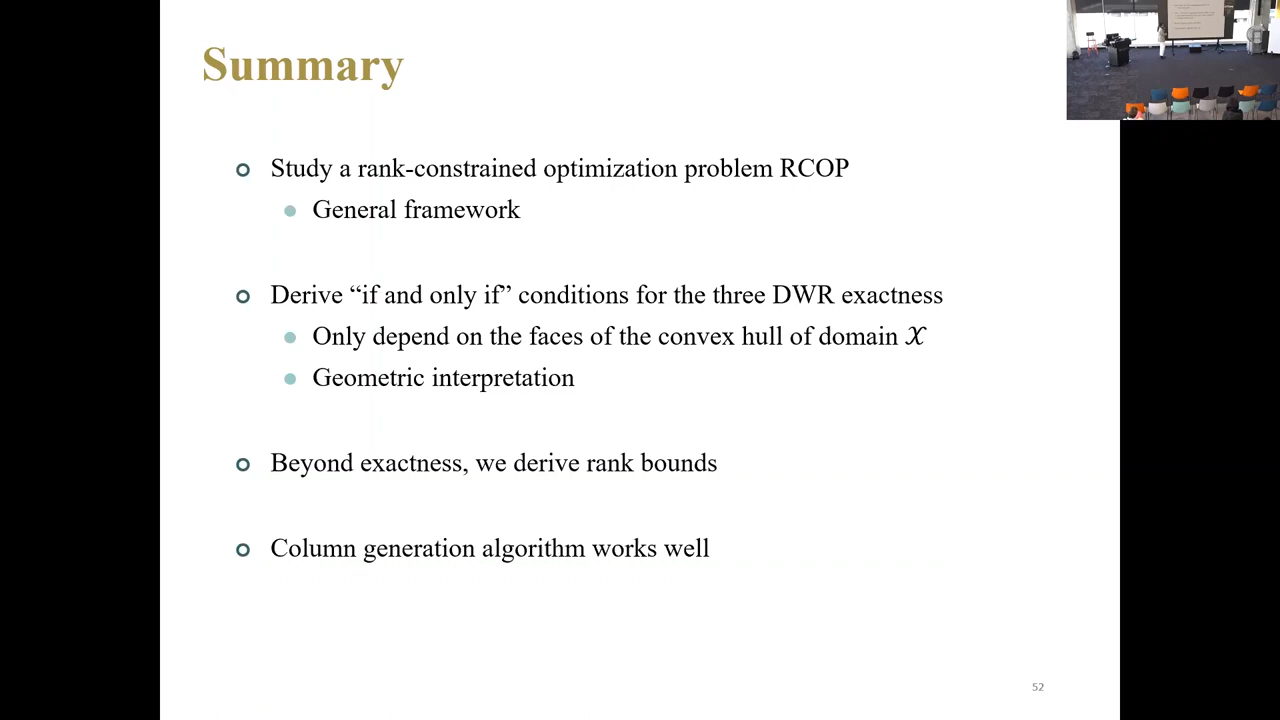 Summary
Study a rank-constrained optimization problem RCOP
General framework
Derive “if and only if” conditions for the three DWR exactness
Only depend on the faces of the convex hull of domain 𝒳
Geometric interpretation
Beyond exactness, we derive rank bounds
Column generation algorithm works well
52